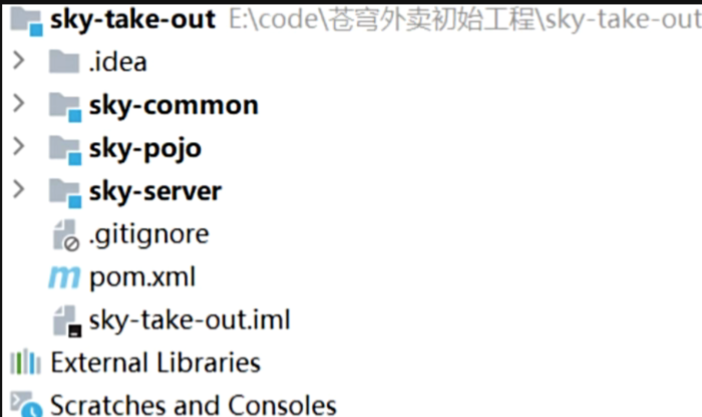 sky-take-out E:\code\苍穹外卖初始工程\sky-take-out
.idea
sky-common
sky-pojo
sky-server
.gitignore
m pom.xml
sky-take-out.iml
External Libraries
Scratches and Consoles